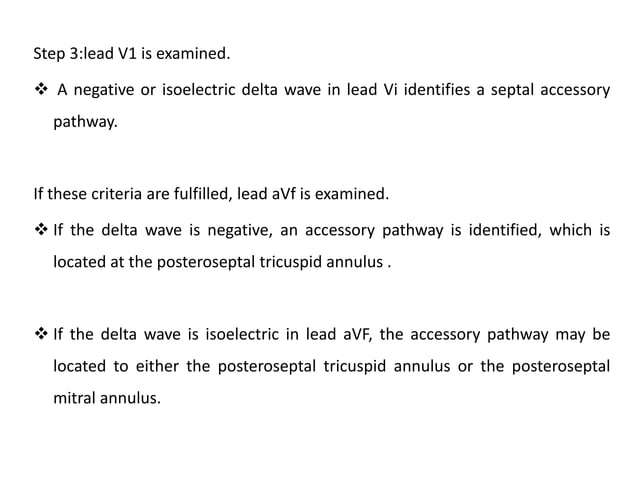 Step 3:lead V1 is examined.
❖ A negative or isoelectric delta wave in lead Vi identifies a septal accessory
pathway.
If these criteria are fulfilled, lead aVf is examined.
❖ If the delta wave is negative, an accessory pathway is identified, which is
located at the posteroseptal tricuspid annulus .
❖ If the delta wave is isoelectric in lead aVF, the accessory pathway may be
located to either the posteroseptal tricuspid annulus or the posteroseptal
mitral annulus.